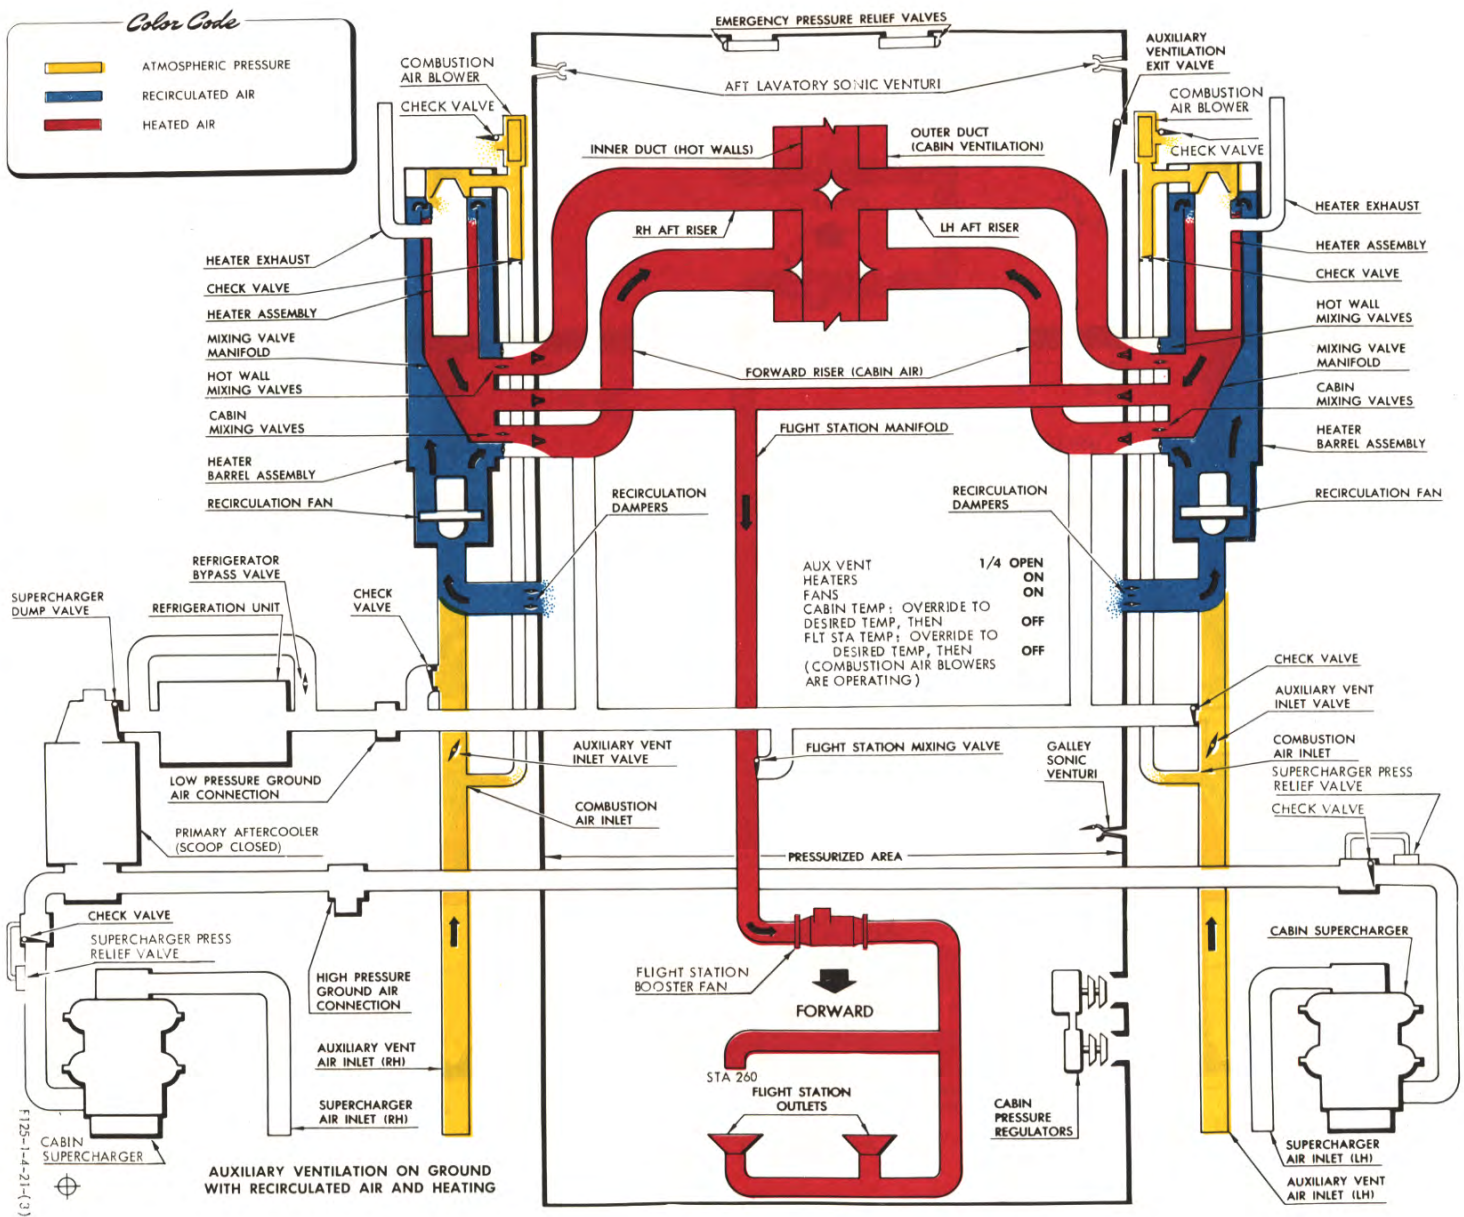 Color Code
ATMOSPHERIC PRESSURE
RECIRCULATED AIR
HEATED AIR
EMERGENCY PRESSURE RELIEF VALVES
AUXILIARY
VENTILATION
EXIT VALVE
COMBUSTION
AIR BLOWER
CHECK VALVE
AFT LAVATORY SONIC VENTURI
COMBUSTION
AIR BLOWER
CHECK VALVE
INNER DUCT (HOT WALLS)
OUTER DUCT
(CABIN VENTILATION)
RH AFT RISER
LH AFT RISER
HEATER EXHAUST
CHECK VALVE
HEATER ASSEMBLY
MIXING VALVE
MANIFOLD
HOT WALL
MIXING VALVES
CABIN
MIXING VALVES
HEATER
BARREL ASSEMBLY
RECIRCULATION FAN
HEATER EXHAUST
HEATER ASSEMBLY
CHECK VALVE
HOT WALL
MIXING VALVES
MIXING VALVE
MANIFOLD
CABIN
MIXING VALVES
HEATER
BARREL ASSEMBLY
RECIRCULATION FAN
FORWARD RISER (CABIN AIR)
FLIGHT STATION MANIFOLD
RECIRCULATION
DAMPERS
RECIRCULATION
DAMPERS
AUX VENT 1/4 OPEN
HEATERS ON
FANS ON
CABIN TEMP: OVERRIDE TO
DESIRED TEMP, THEN OFF
FLT STA TEMP: OVERRIDE TO
DESIRED TEMP, THEN OFF
(COMBUSTION AIR BLOWERS
ARE OPERATING)
REFRIGERATOR
BYPASS VALVE
SUPERCHARGER
DUMP VALVE
REFRIGERATION UNIT
CHECK
VALVE
CHECK VALVE
AUXILIARY VENT
INLET VALVE
COMBUSTION
AIR INLET
SUPERCHARGER PRESS
RELIEF VALVE
CHECK VALVE
AUXILIARY VENT
INLET VALVE
FLIGHT STATION MIXING VALVE
GALLEY
SONIC
VENTURI
LOW PRESSURE GROUND
AIR CONNECTION
COMBUSTION
AIR INLET
PRIMARY AFTERCOOLER
(SCOOP CLOSED)
PRESSURIZED AREA
CHECK VALVE
SUPERCHARGER PRESS
RELIEF VALVE
CABIN SUPERCHARGER
HIGH PRESSURE
GROUND AIR
CONNECTION
FLIGHT STATION
BOOSTER FAN
FORWARD
AUXILIARY VENT
AIR INLET (RH)
STA 260
FLIGHT STATION
OUTLETS
CABIN
PRESSURE
REGULATORS
SUPERCHARGER
AIR INLET (RH)
CABIN
SUPERCHARGER
SUPERCHARGER
AIR INLET (LH)
AUXILIARY VENT
AIR INLET (LH)
AUXILIARY VENTILATION ON GROUND
WITH RECIRCULATED AIR AND HEATING
F125-1-4-21-(3)